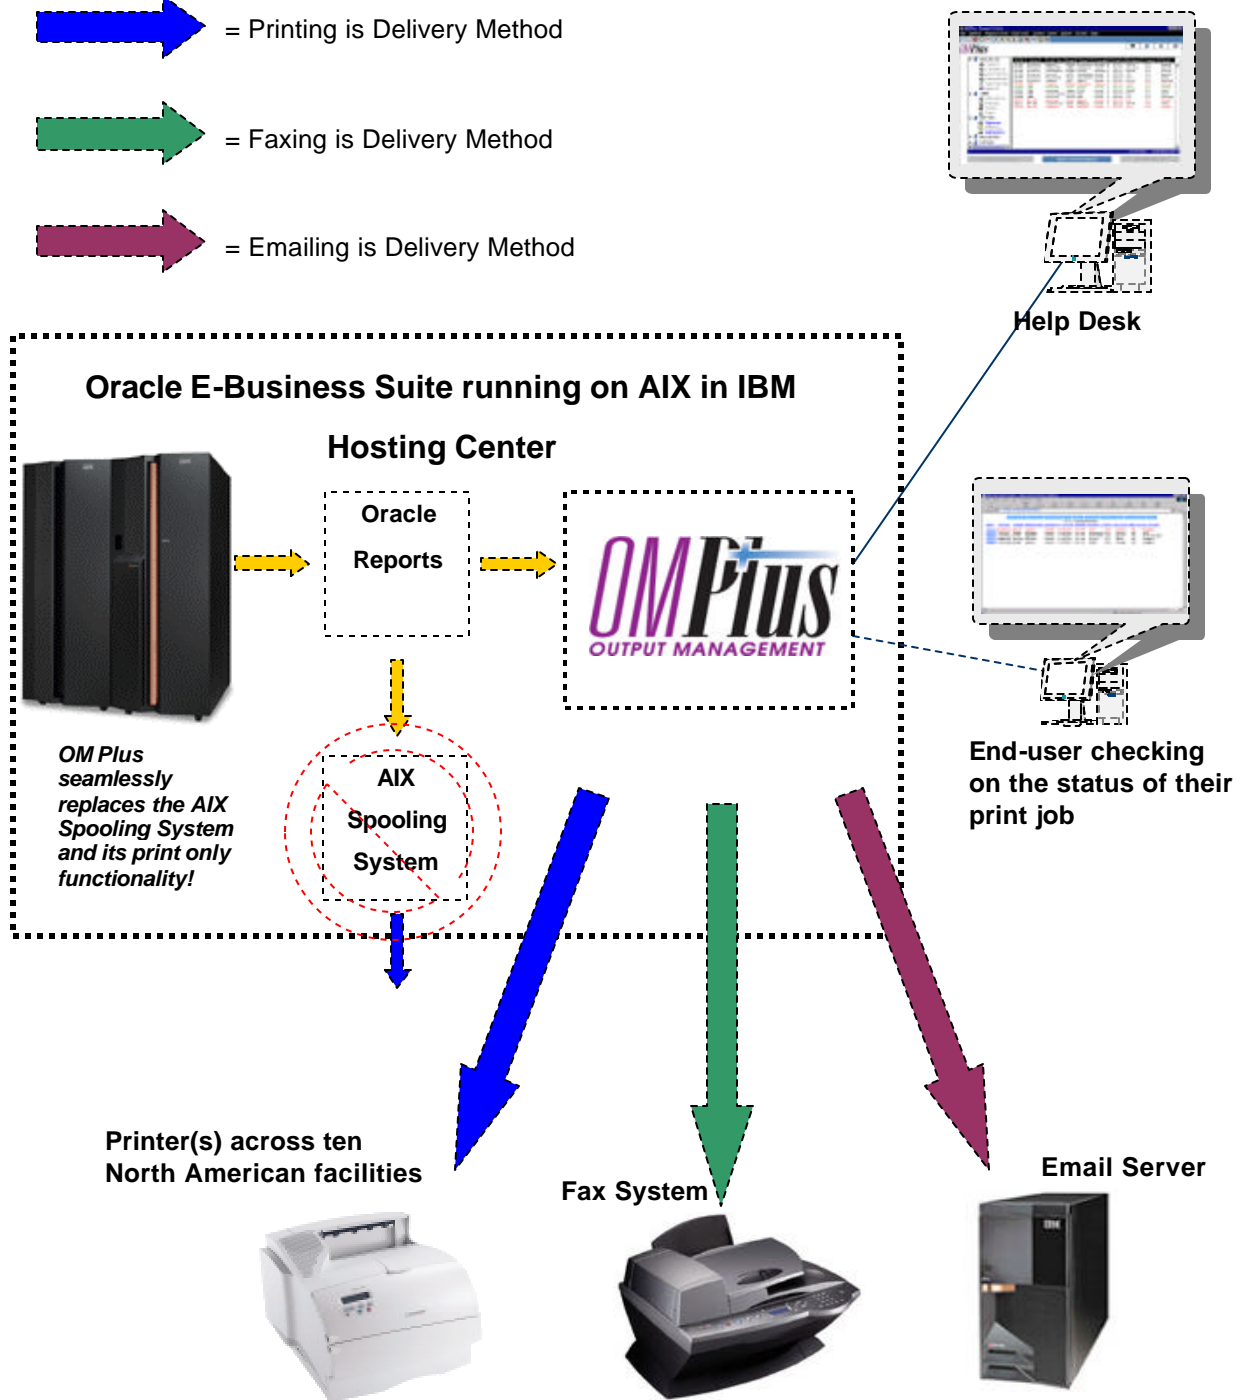 = Printing is Delivery Method
= Faxing is Delivery Method
= Emailing is Delivery Method
Help Desk
Oracle E-Business Suite running on AIX in IBM
Hosting Center
Oracle
Reports
OMPlus
OUTPUT MANAGEMENT
OM Plus
seamlessly
replaces the AIX
Spooling System
and its print only
functionality!
AIX
Spooling
System
End-user checking
on the status of their
print job
Printer(s) across ten
North American facilities
Fax System
Email Server
IBM